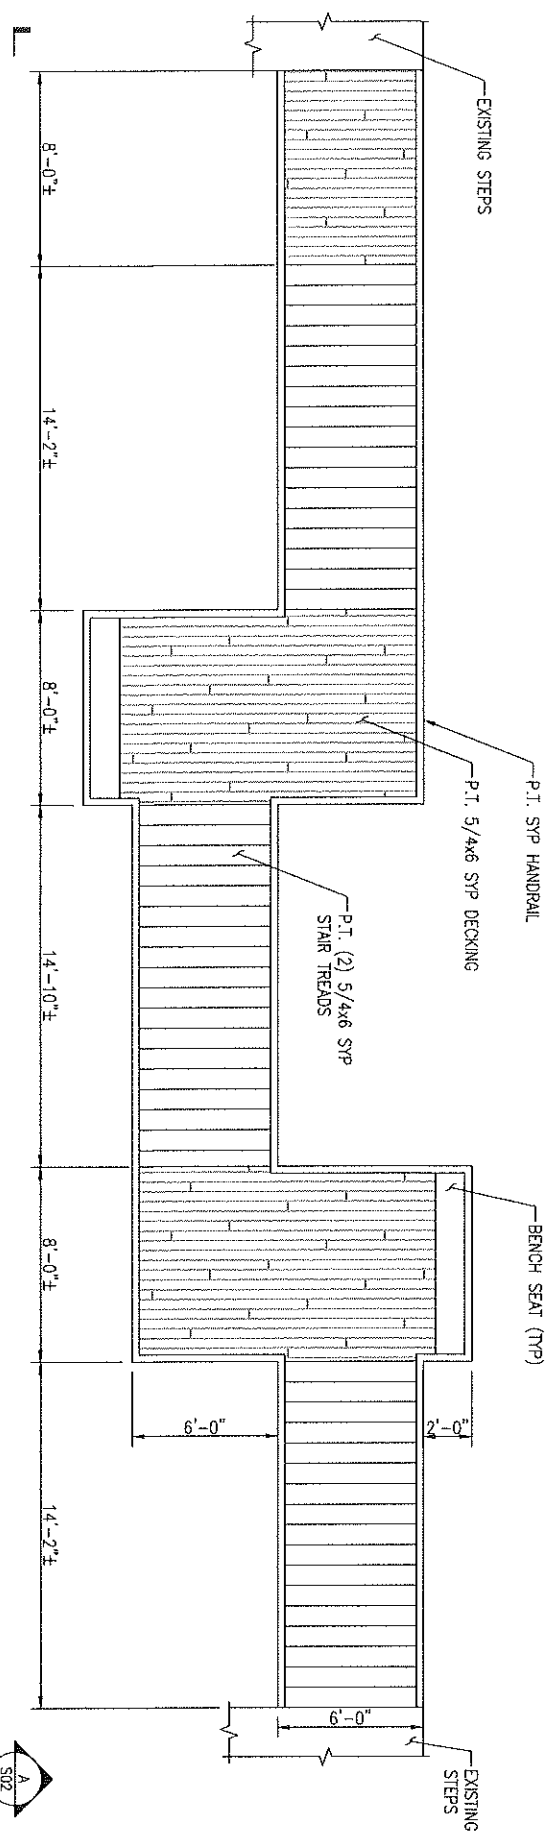 EXISTING STEPS
P.T. SYP HANDRAIL
P.T. 5/4x6 SYP DECKING
P.T. (2) 5/4x6 SYP
STAIR TREADS
BENCH SEAT (TYP)
EXISTING
STEPS
8'-0"±
14'-2"±
8'-0"±
14'-10"±
8'-0"±
14'-2"±
6'-0"
2'-0"
6'-0"
A
S02